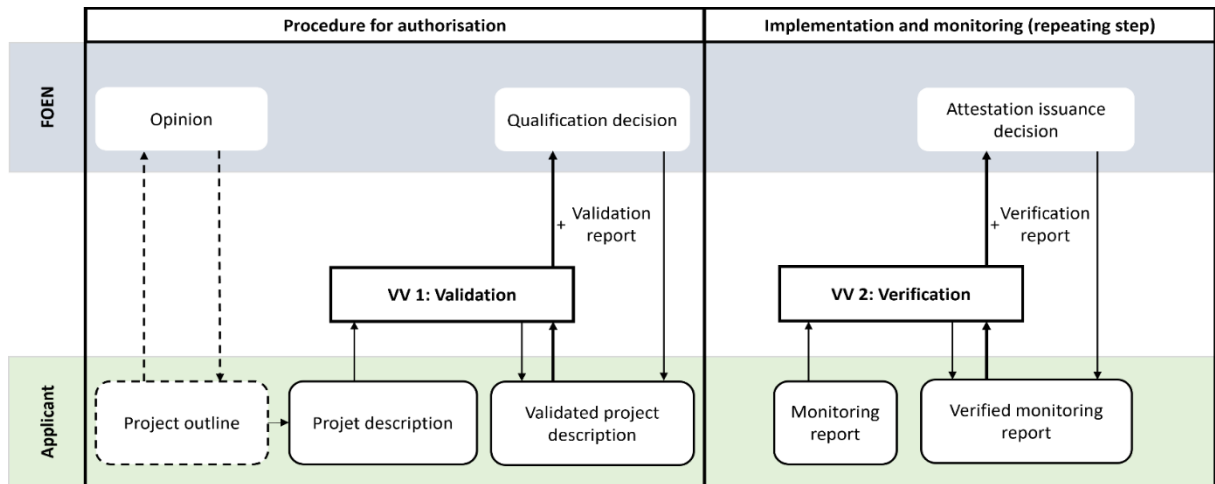 Procedure for authorisation
Implementation and monitoring (repeating step)
FOEN
Opinion
Qualification decision
Attestation issuance
decision
+ Validation
report
+ Verification
report
VV 1: Validation
VV 2: Verification
Applicant
Project outline
Projet description
Validated project
description
Monitoring
report
Verified monitoring
report